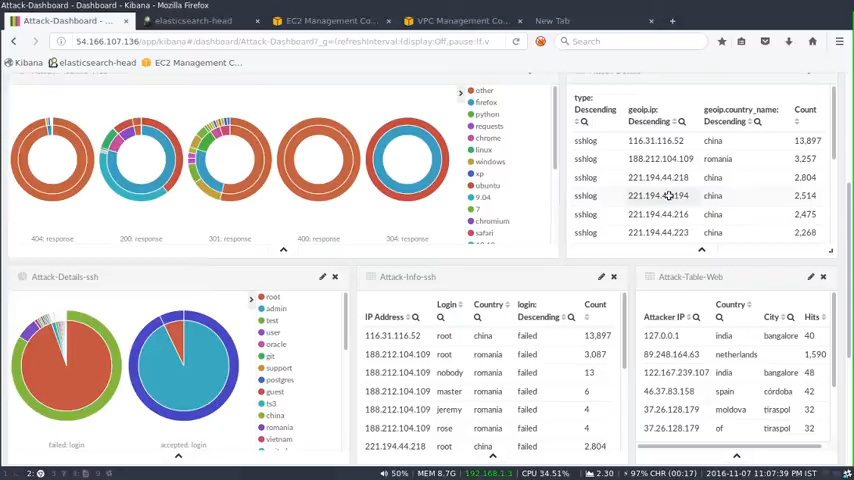 Attack-Dashboard - Dashboard - Kibana - Mozilla Firefox
Attack-Dashboard - ... × elasticsearch-head × EC2 Management Co... × VPC Management Co... × New Tab ×
54.166.107.136/app/kibana#/dashboard/Attack-Dashboard?_g=(refreshInterval:(display:Off,pause:!f,v Search
Kibana elasticsearch-head EC2 Management C...
other
firefox
python
requests
chrome
linux
windows
xp
ubuntu
9.04
7
chromium
safari
404: response 200: response 301: response 400: response 304: response
type:
Descending geoip.ip: Descending geoip.country_name: Descending Count
sshlog 116.31.116.52 china 13,897
sshlog 188.212.104.109 romania 3,257
sshlog 221.194.44.218 china 2,804
sshlog 194 china 2,514
sshlog 221.194.44.216 china 2,475
sshlog 221.194.44.223 china 2,268
Attack-Details-ssh
root
admin
test
user
oracle
git
support
postgres
guest
ts3
china
romania
vietnam
failed: login accepted: login
Attack-Info-ssh
IP Address Login Country login: Descending Count
116.31.116.52 root china failed 13,897
188.212.104.109 root romania failed 3,087
188.212.104.109 nobody romania failed 13
188.212.104.109 master romania failed 6
188.212.104.109 jeremy romania failed 4
188.212.104.109 rose romania failed 4
221.194.44.218 root china failed 2,804
Attack-Table-Web
Attacker IP Country City Hits
127.0.0.1 india bangalore 40
89.248.164.63 netherlands 1,590
122.167.239.107 india bangalore 48
46.37.83.158 spain córdoba 42
37.26.128.179 moldova tiraspol 32
37.26.128.179 of tiraspol 32
50% MEM 8.7G 192.168.1.3 CPU 34.51% 2.30 97% CHR (00:17) 2016-11-07 11:07:39 PM IST